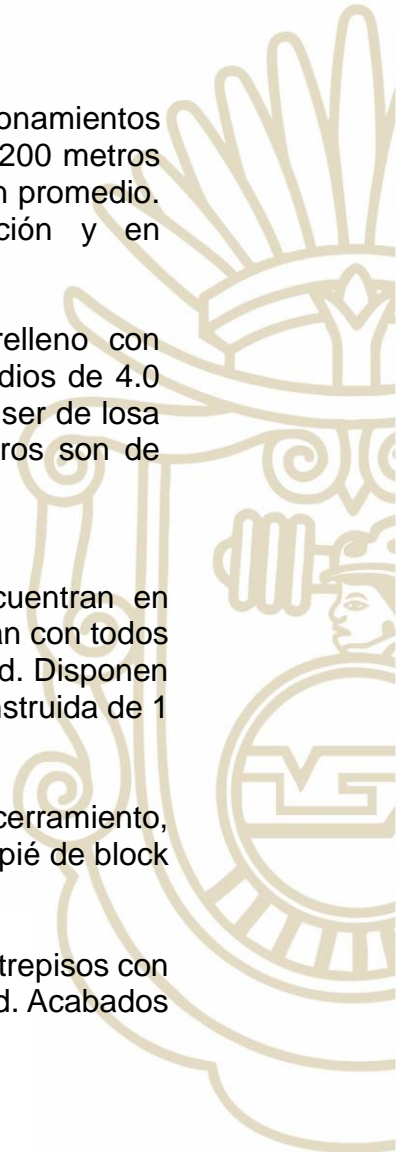 onamientos
200 metros
n promedio.
ción y en
relleno con
dios de 4.0
ser de losa
ros son de
cuentran en
an con todos
d. Disponen
nstruida de 1
cerramiento,
pié de block
trepisos con
d. Acabados